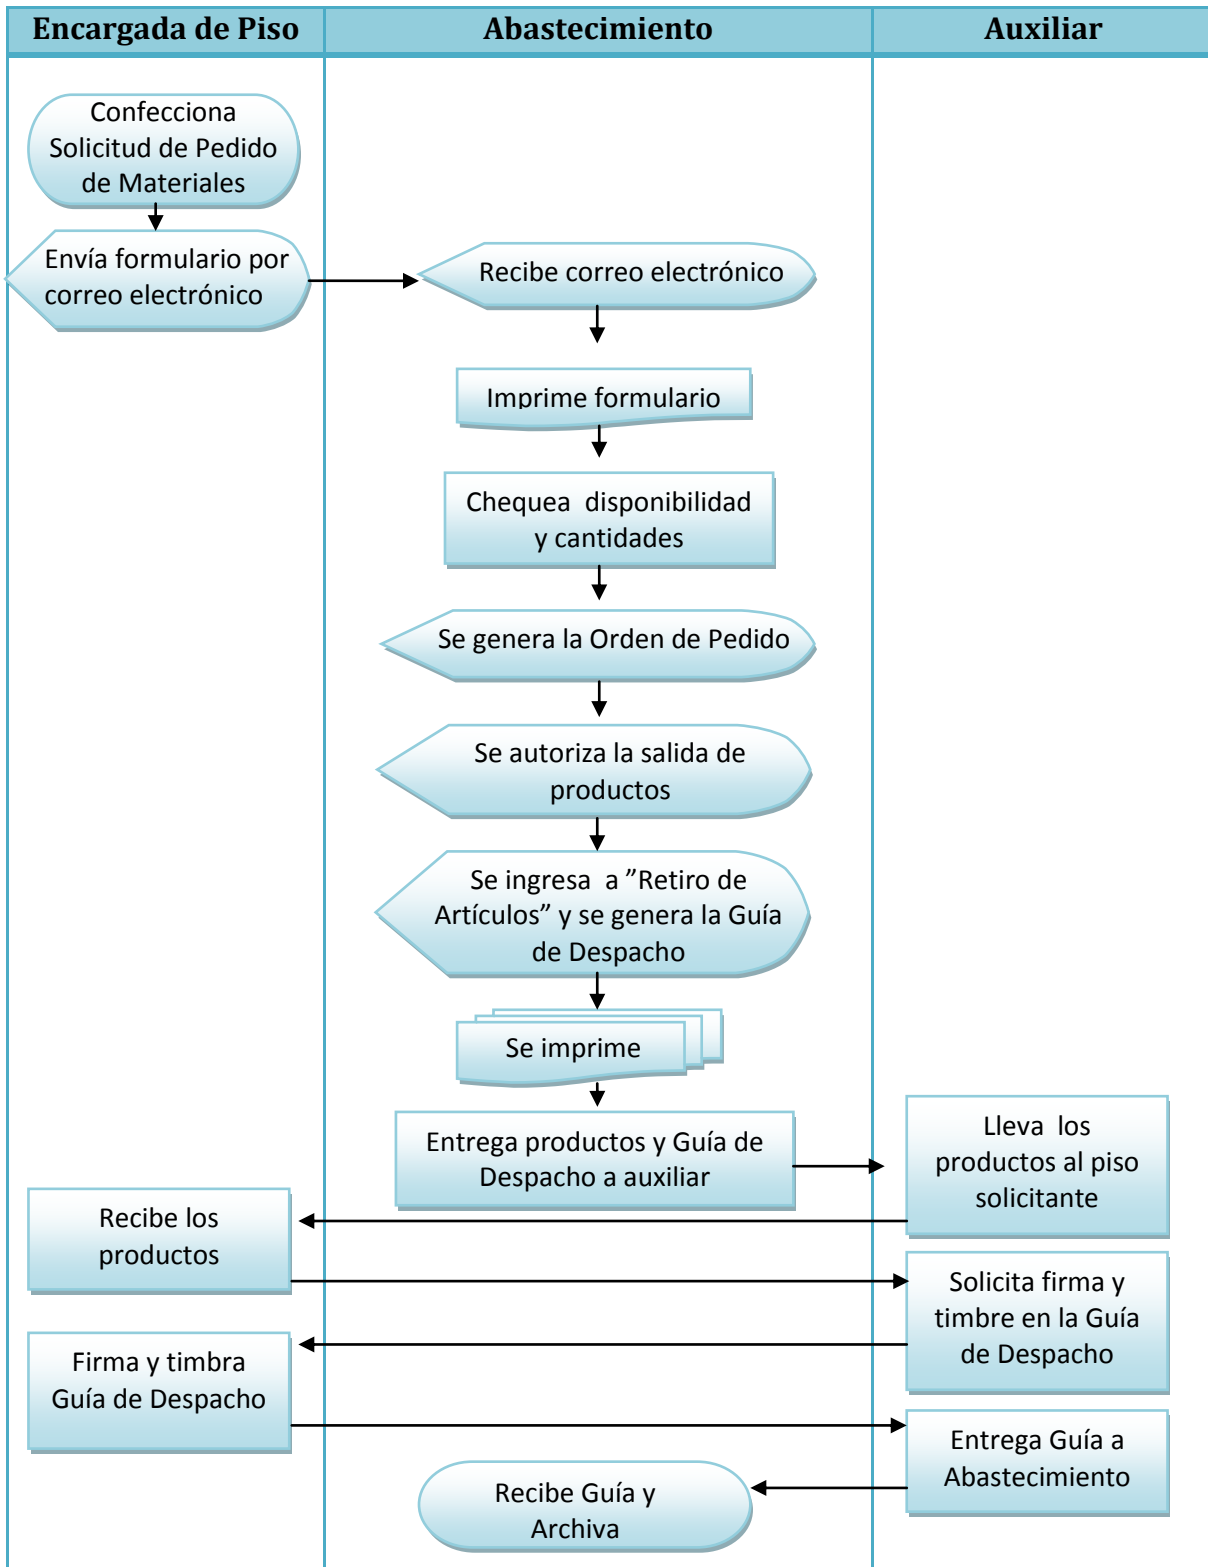 Encargada de Piso
Abastecimiento
Auxiliar
Confecciona
Solicitud de Pedido
de Materiales
Envía formulario por
correo electrónico
Recibe correo electrónico
Imprime formulario
Chequea disponibilidad
y cantidades
Se genera la Orden de Pedido
Se autoriza la salida de
productos
Se ingresa a ”Retiro de
Artículos” y se genera la Guía
de Despacho
Se imprime
Entrega productos y Guía de
Despacho a auxiliar
Lleva los
productos al piso
solicitante
Recibe los
productos
Solicita firma y
timbre en la Guía
de Despacho
Firma y timbra
Guía de Despacho
Entrega Guía a
Abastecimiento
Recibe Guía y
Archiva